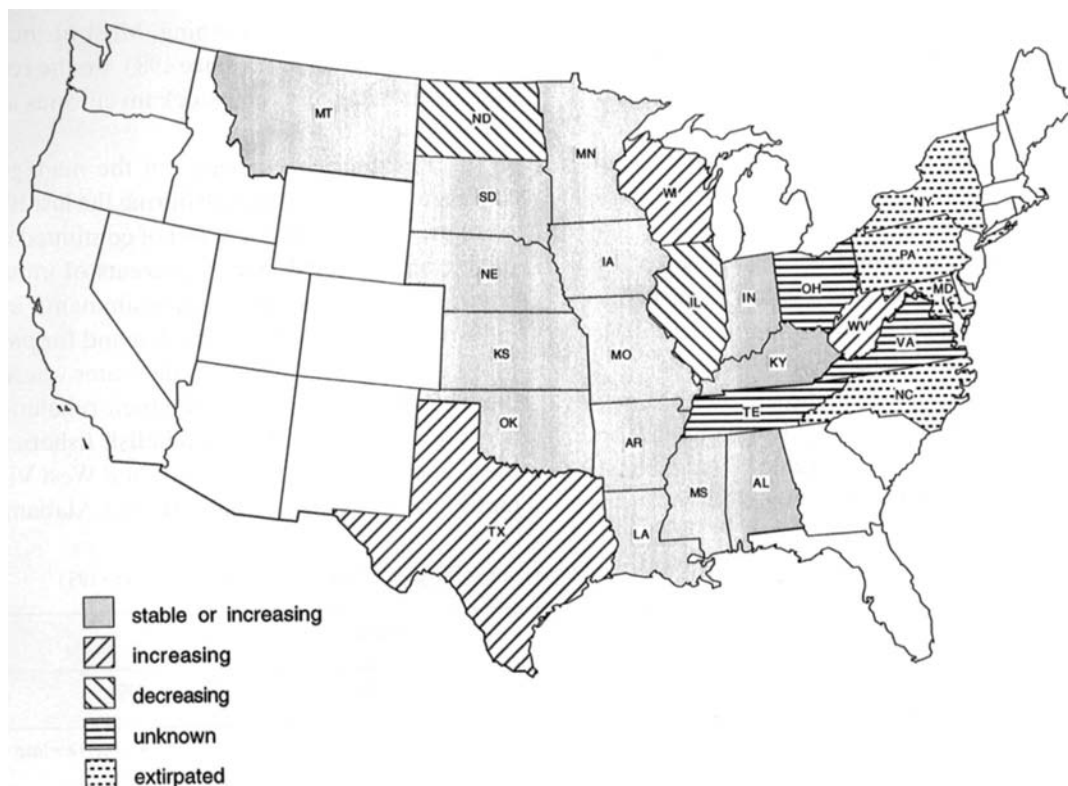 MT
ND
MN
SD
WI
NY
IA
PA
NE
IL
IN
OH
MD
WV
VA
KS
MO
KY
NC
OK
TE
AR
MS
AL
TX
LA
stable or increasing
increasing
decreasing
unknown
extirpated